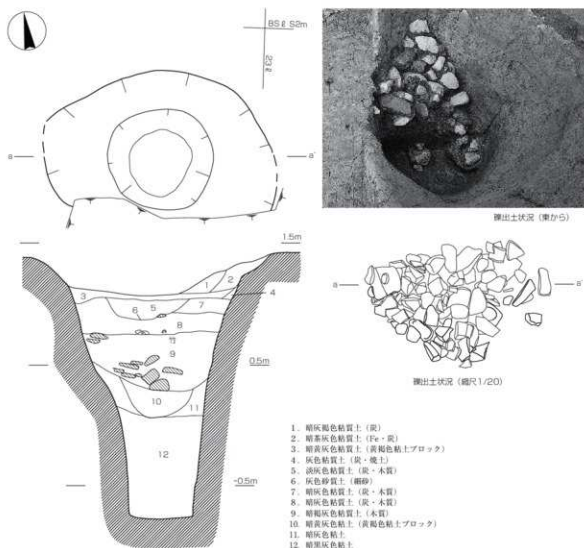 BSℓ S2m
23ℓ
a
a'
礫出土状況（東から）
1.5m
1
2
3
4
5
6
7
8
9
10
11
12
0.5m
-0.5m
a
a'
礫出土状況（縮尺1/20）
1. 暗灰褐色粘質土（炭）
2. 暗茶灰色粘質土（Fe・炭）
3. 暗黄灰色粘質土（黄褐色粘土ブロック）
4. 灰色粘質土（炭・焼土）
5. 淡灰色粘質土（炭・木質）
6. 灰色砂質土（細砂）
7. 暗灰色粘質土（炭・木質）
8. 暗灰色粘質土（炭・木質）
9. 暗褐灰色粘質土（木質）
10. 暗黄灰色粘土（黄褐色粘土ブロック）
11. 暗灰色粘土
12. 暗黒灰色粘土